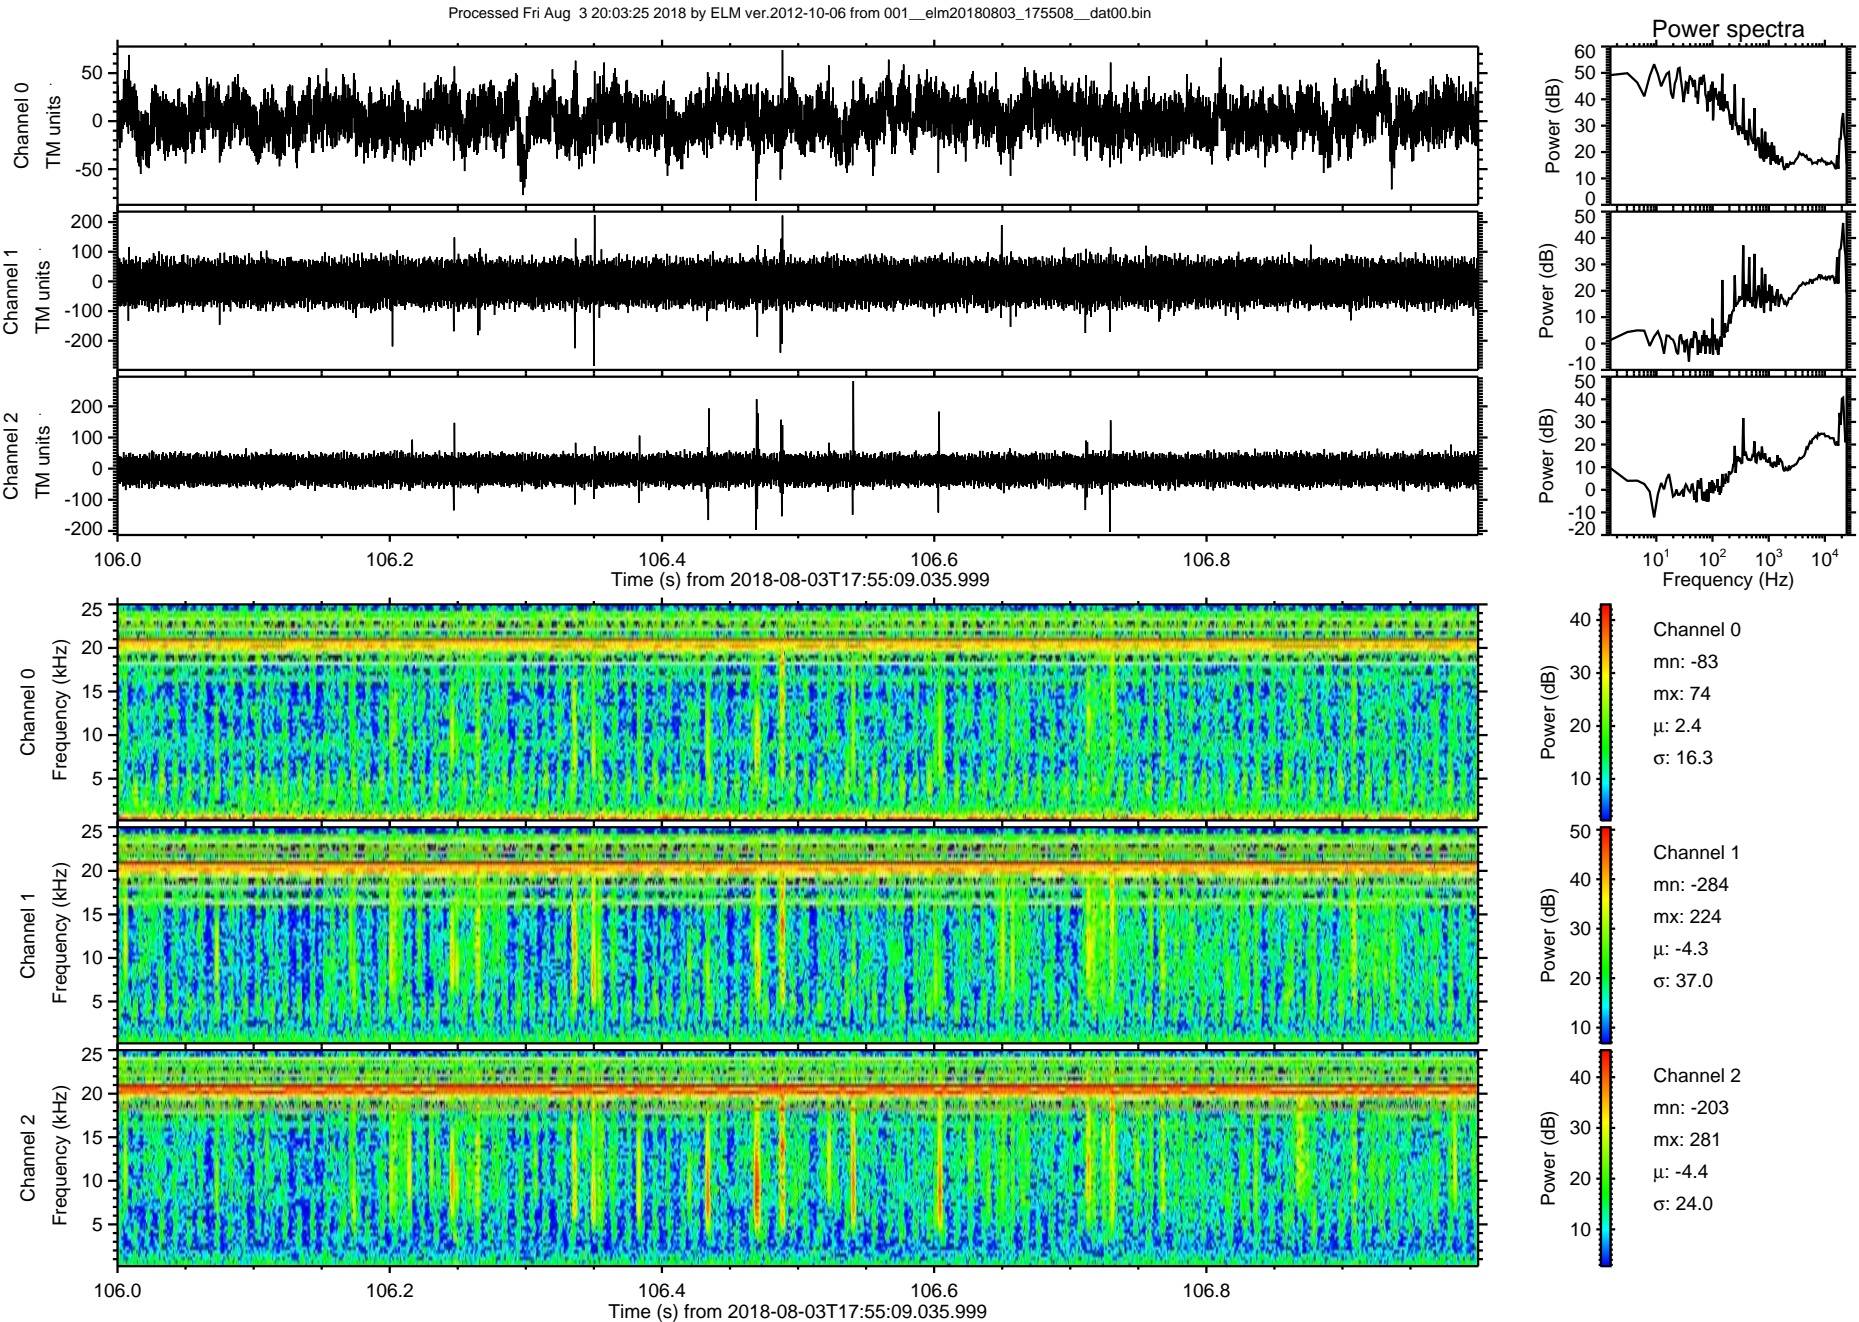 Processed Fri Aug  3 20:03:25 2018 by ELM ver.2012-10-06 from 001__elm20180803_175508__dat00.bin
Power spectra
Channel 0
TM units
50
0
-50
Power (dB)
60
50
40
30
20
10
0
Channel 1
TM units
200
100
0
-100
-200
Power (dB)
50
40
30
20
10
0
-10
Channel 2
TM units
200
100
0
-100
-200
Power (dB)
50
40
30
20
10
0
-10
-20
106.0 106.2 106.4 106.6 106.8
Time (s) from 2018-08-03T17:55:09.035.999
10¹ 10² 10³ 10⁴
Frequency (Hz)
Channel 0
Frequency (kHz)
25
20
15
10
5
Power (dB)
40
30
20
10
Channel 0
mn: -83
mx: 74
μ: 2.4
σ: 16.3
Channel 1
Frequency (kHz)
25
20
15
10
5
Power (dB)
50
40
30
20
10
Channel 1
mn: -284
mx: 224
μ: -4.3
σ: 37.0
Channel 2
Frequency (kHz)
25
20
15
10
5
Power (dB)
40
30
20
10
Channel 2
mn: -203
mx: 281
μ: -4.4
σ: 24.0
106.0 106.2 106.4 106.6 106.8
Time (s) from 2018-08-03T17:55:09.035.999